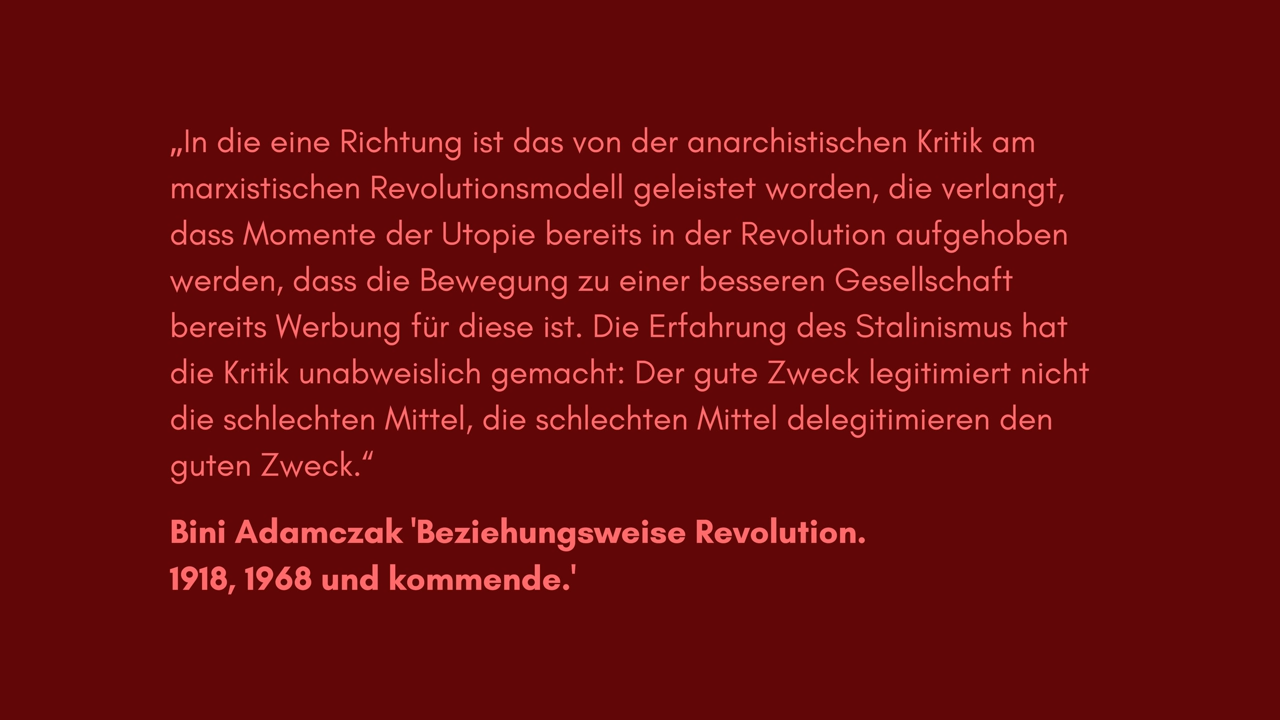 „In die eine Richtung ist das von der anarchistischen Kritik am
marxistischen Revolutionsmodell geleistet worden, die verlangt,
dass Momente der Utopie bereits in der Revolution aufgehoben
werden, dass die Bewegung zu einer besseren Gesellschaft
bereits Werbung für diese ist. Die Erfahrung des Stalinismus hat
die Kritik unabweislich gemacht: Der gute Zweck legitimiert nicht
die schlechten Mittel, die schlechten Mittel delegitimieren den
guten Zweck.“
Bini Adamczak 'Beziehungsweise Revolution.
1918, 1968 und kommende.'